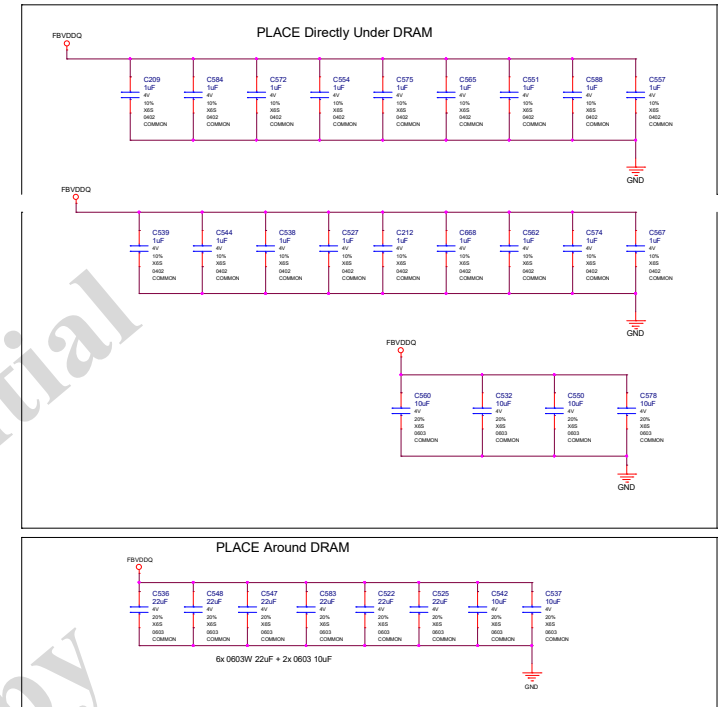 PLACE Directly Under DRAM
FBVDDQ
C209 C584 C572 C554 C575 C565 C551 C588 C557
1uF 1uF 1uF 1uF 1uF 1uF 1uF 1uF 1uF
4V 4V 4V 4V 4V 4V 4V 4V 4V
10% 10% 10% 10% 10% 10% 10% 10% 10%
X6S X6S X6S X6S X6S X6S X6S X6S X6S
0402 0402 0402 0402 0402 0402 0402 0402 0402
COMMON COMMON COMMON COMMON COMMON COMMON COMMON COMMON COMMON
GND
FBVDDQ
C539 C544 C538 C527 C212 C668 C562 C574 C567
1uF 1uF 1uF 1uF 1uF 1uF 1uF 1uF 1uF
4V 4V 4V 4V 4V 4V 4V 4V 4V
10% 10% 10% 10% 10% 10% 10% 10% 10%
X6S X6S X6S X6S X6S X6S X6S X6S X6S
0402 0402 0402 0402 0402 0402 0402 0402 0402
COMMON COMMON COMMON COMMON COMMON COMMON COMMON COMMON COMMON
GND
FBVDDQ
C560 C532 C550 C578
10uF 10uF 10uF 10uF
4V 4V 4V 4V
20% 20% 20% 20%
X6S X6S X6S X6S
0603 0603 0603 0603
COMMON COMMON COMMON COMMON
GND
tial
PLACE Around DRAM
FBVDDQ
C536 C548 C547 C583 C522 C525 C542 C537
22uF 22uF 22uF 22uF 22uF 22uF 10uF 10uF
4V 4V 4V 4V 4V 4V 4V 4V
20% 20% 20% 20% 20% 20% 20% 20%
X6S X6S X6S X6S X6S X6S X6S X6S
0603 0603 0603 0603 0603 0603 0603 0603
COMMON COMMON COMMON COMMON COMMON COMMON COMMON COMMON
6x 0603W 22uF + 2x 0603 10uF
GND
py